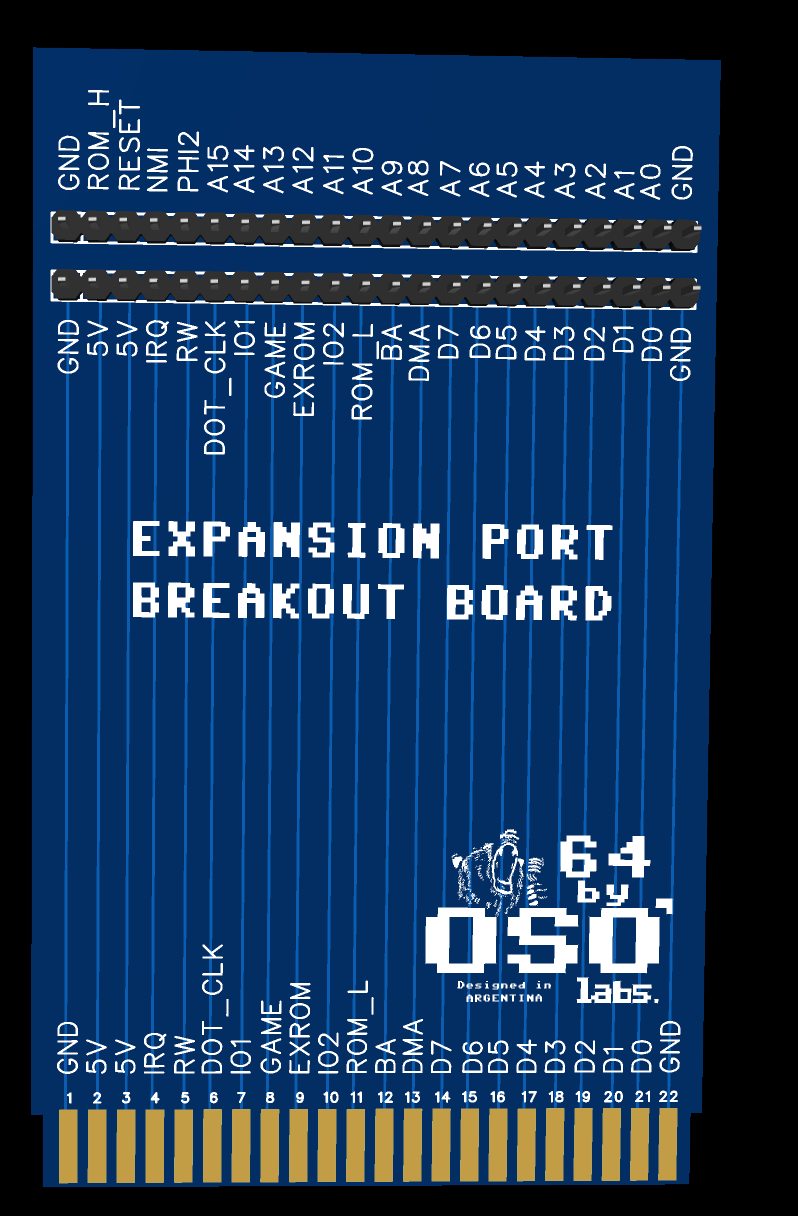 GND ROM_H RESET NMI PHI2 A15 A14 A13 A12 A11 A10 A9 A8 A7 A6 A5 A4 A3 A2 A1 A0 GND
GND 5V 5V IRQ RW DOT_CLK IO1 GAME EXROM IO2 ROM_L BA DMA D7 D6 D5 D4 D3 D2 D1 D0 GND
EXPANSION PORT
BREAKOUT BOARD
64
by
OSO'
labs.
Designed in
ARGENTINA
GND 5V 5V IRQ RW DOT_CLK IO1 GAME EXROM IO2 ROM_L BA DMA D7 D6 D5 D4 D3 D2 D1 D0 GND
1 2 3 4 5 6 7 8 9 10 11 12 13 14 15 16 17 18 19 20 21 22